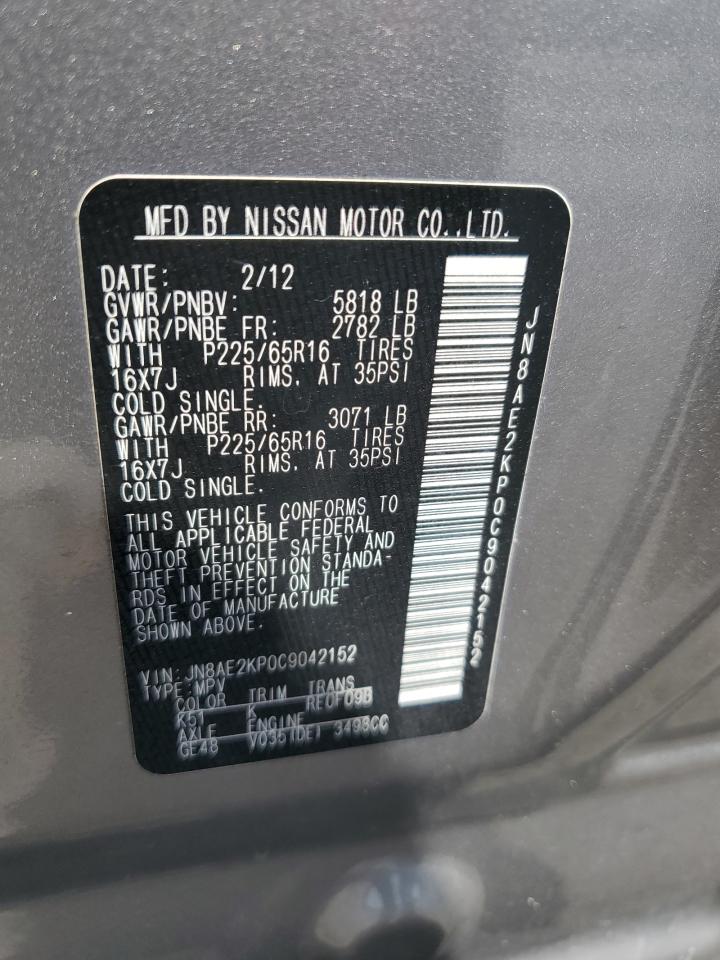 MFD BY NISSAN MOTOR CO.,LTD.
DATE: 2/12
GVWR/PNBV: 5818 LB
GAWR/PNBE FR: 2782 LB
WITH P225/65R16 TIRES
16X7J RIMS. AT 35PSI
COLD SINGLE.
GAWR/PNBE RR: 3071 LB
WITH P225/65R16 TIRES
16X7J RIMS. AT 35PSI
COLD SINGLE.
THIS VEHICLE CONFORMS TO
ALL APPLICABLE FEDERAL
MOTOR VEHICLE SAFETY AND
THEFT PREVENTION STANDA-
RDS IN EFFECT ON THE
DATE OF MANUFACTURE
SHOWN ABOVE.
VIN: JN8AE2KP0C9042152
TYPE: MPV
COLOR TRIM TRANS
K51 K RE0F09B
AXLE ENGINE
GE48 VQ35(DE) 3498CC
JN8AE2KP0C9042152